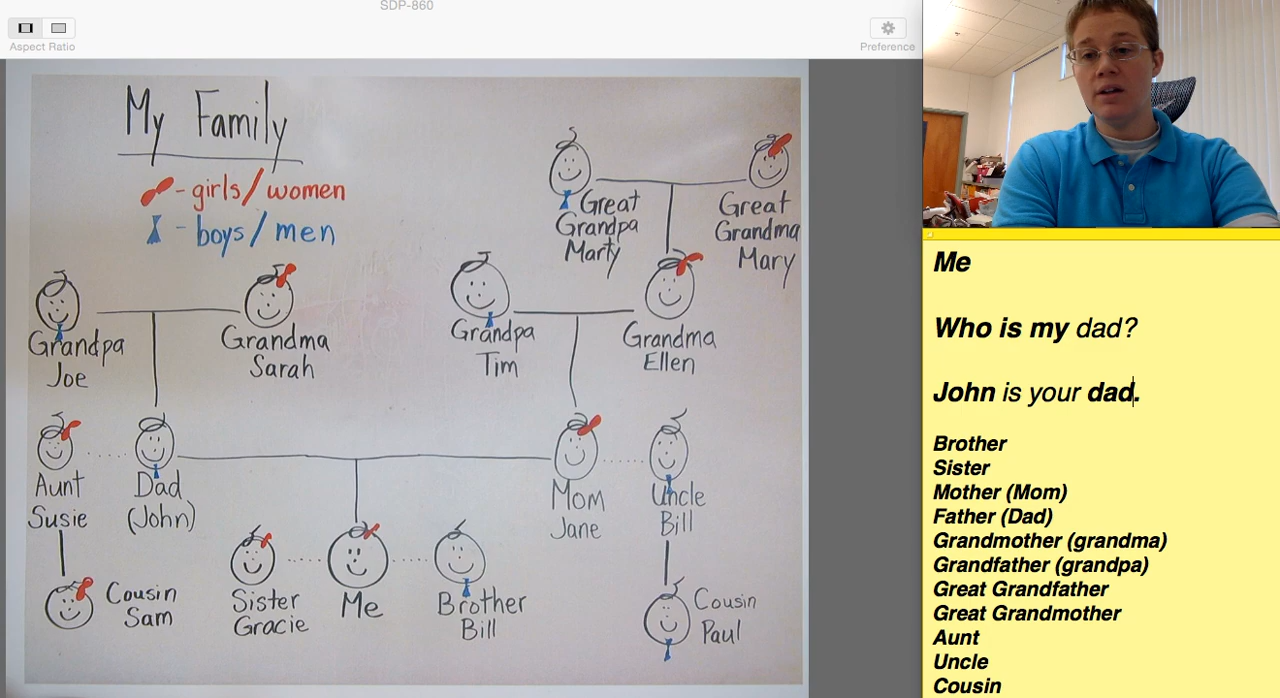 SDP-860
Aspect Ratio
Preference
My Family
- girls/women
- boys/men
Great
Grandpa
Marty
Great
Grandma
Mary
Grandpa
Joe
Grandma
Sarah
Grandpa
Tim
Grandma
Ellen
Aunt
Susie
Dad
(John)
Mom
Jane
Uncle
Bill
Cousin
Sam
Sister
Gracie
Me
Brother
Bill
Cousin
Paul
Me
Who is my dad?
John is your dad.
Brother
Sister
Mother (Mom)
Father (Dad)
Grandmother (grandma)
Grandfather (grandpa)
Great Grandfather
Great Grandmother
Aunt
Uncle
Cousin